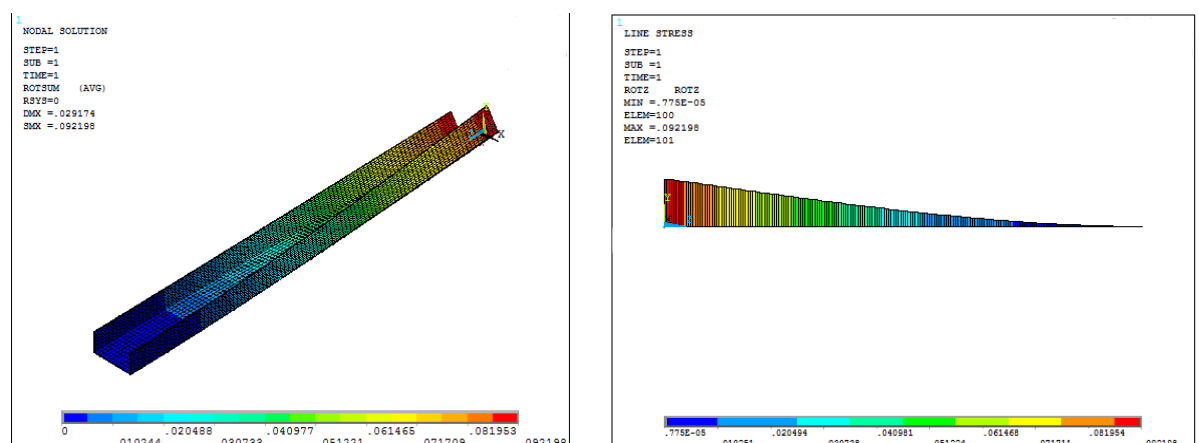 1
NODAL SOLUTION
STEP=1
SUB =1
TIME=1
ROTSUM (AVG)
RSYS=0
DMX =.029174
SMX =.092198
Y
Z
X
0 .020488 .040977 .061465 .081953
1
LINE STRESS
STEP=1
SUB =1
TIME=1
ROTZ ROTZ
MIN =.775E-05
ELEM=100
MAX =.092198
ELEM=101
Y
Z
.775E-05 .020494 .040981 .061468 .081954